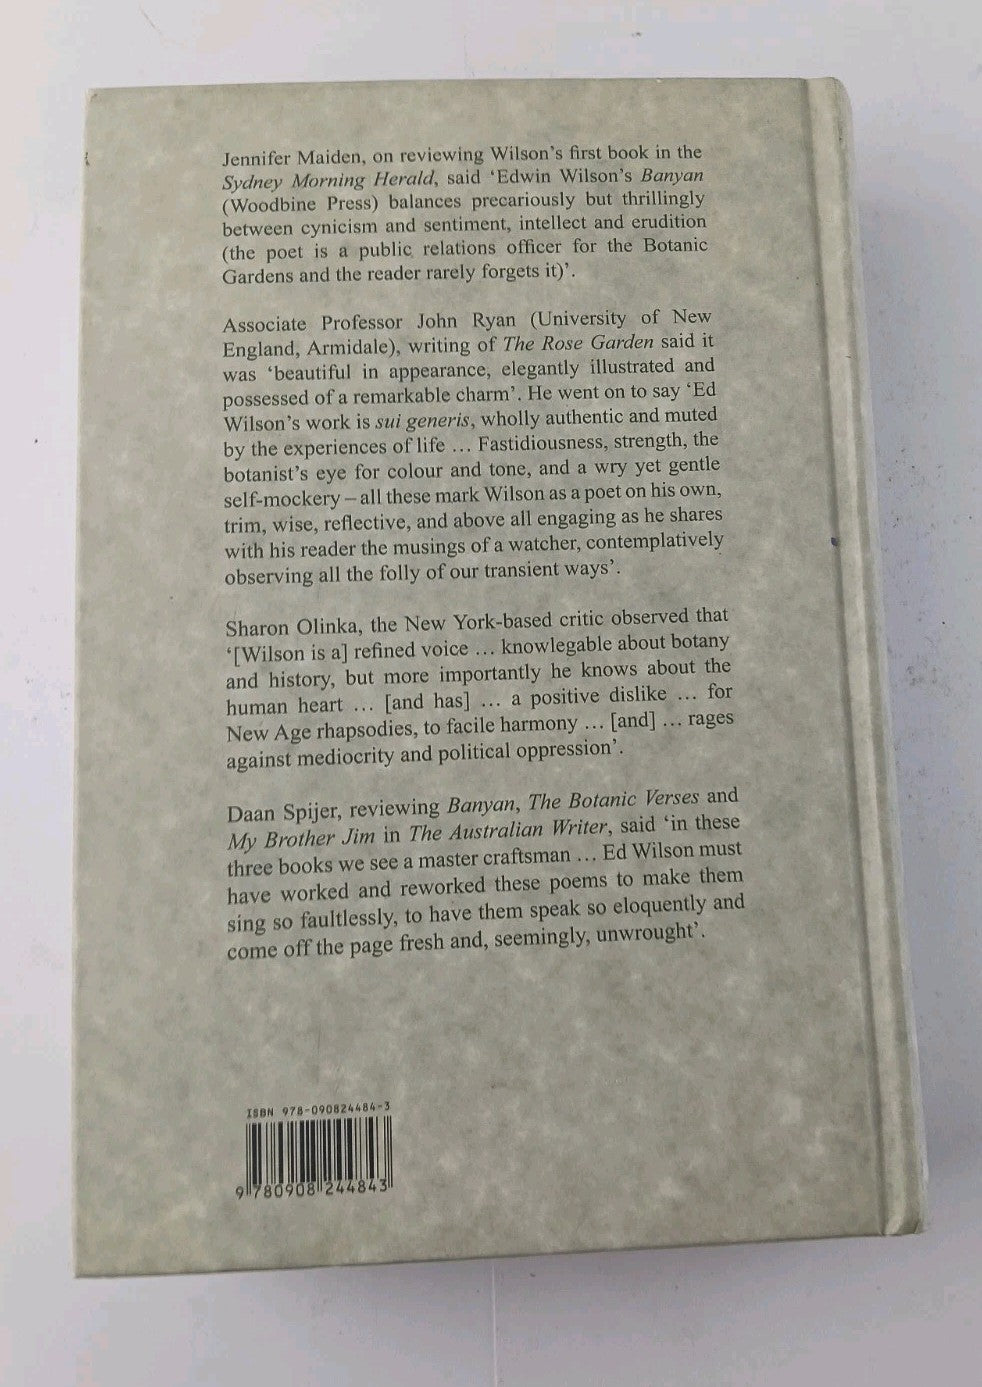 Jennifer Maiden, on reviewing Wilson's first book in the
Sydney Morning Herald, said ‘Edwin Wilson's Banyan
(Woodbine Press) balances precariously but thrillingly
between cynicism and sentiment, intellect and erudition
(the poet is a public relations officer for the Botanic
Gardens and the reader rarely forgets it)’.
Associate Professor John Ryan (University of New
England, Armidale), writing of The Rose Garden said it
was ‘beautiful in appearance, elegantly illustrated and
possessed of a remarkable charm’. He went on to say ‘Ed
Wilson's work is sui generis, wholly authentic and muted
by the experiences of life … Fastidiousness, strength, the
botanist's eye for colour and tone, and a wry yet gentle
self-mockery – all these mark Wilson as a poet on his own,
trim, wise, reflective, and above all engaging as he shares
with his reader the musings of a watcher, contemplatively
observing all the folly of our transient ways’.
Sharon Olinka, the New York-based critic observed that
‘[Wilson is a] refined voice … knowlegable about botany
and history, but more importantly he knows about the
human heart … [and has] … a positive dislike … for
New Age rhapsodies, to facile harmony … [and] … rages
against mediocrity and political oppression’.
Daan Spijer, reviewing Banyan, The Botanic Verses and
My Brother Jim in The Australian Writer, said ‘in these
three books we see a master craftsman … Ed Wilson must
have worked and reworked these poems to make them
sing so faultlessly, to have them speak so eloquently and
come off the page fresh and, seemingly, unwrought’.
ISBN 978-090824484-3
9 780908 244843